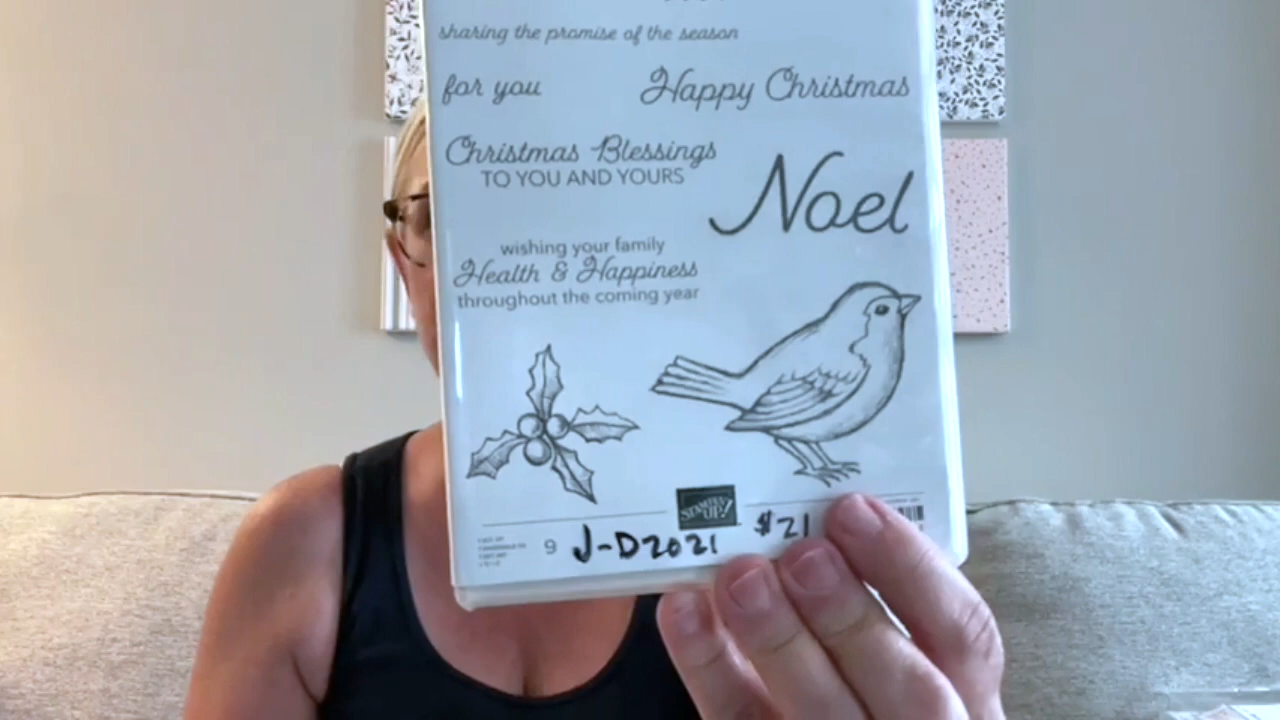 sharing the promise of the season
for you
Happy Christmas
Christmas Blessings
TO YOU AND YOURS
Noel
wishing your family
Health & Happiness
throughout the coming year
STAMPIN' UP!
9 J-D2021 $21